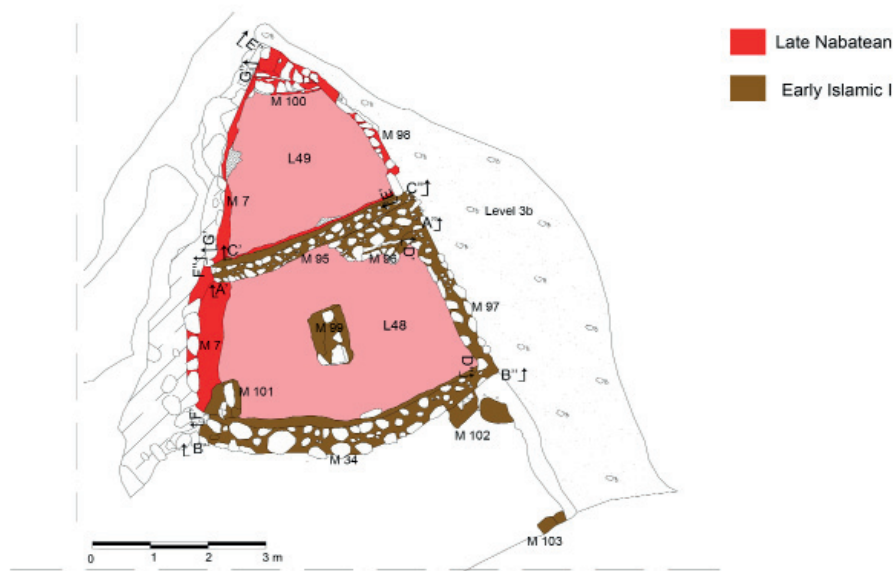 Late Nabatean
Early Islamic I
E"
G"
M 100
M 98
L49
M 7
E'
C"
A"
Level 3b
G'
C'
F"
D'
M 95
M 96
A'
M 97
M 99
L48
M 7
D"
B"
M 101
F'
B'
M 102
M 34
M 103
0 1 2 3 m